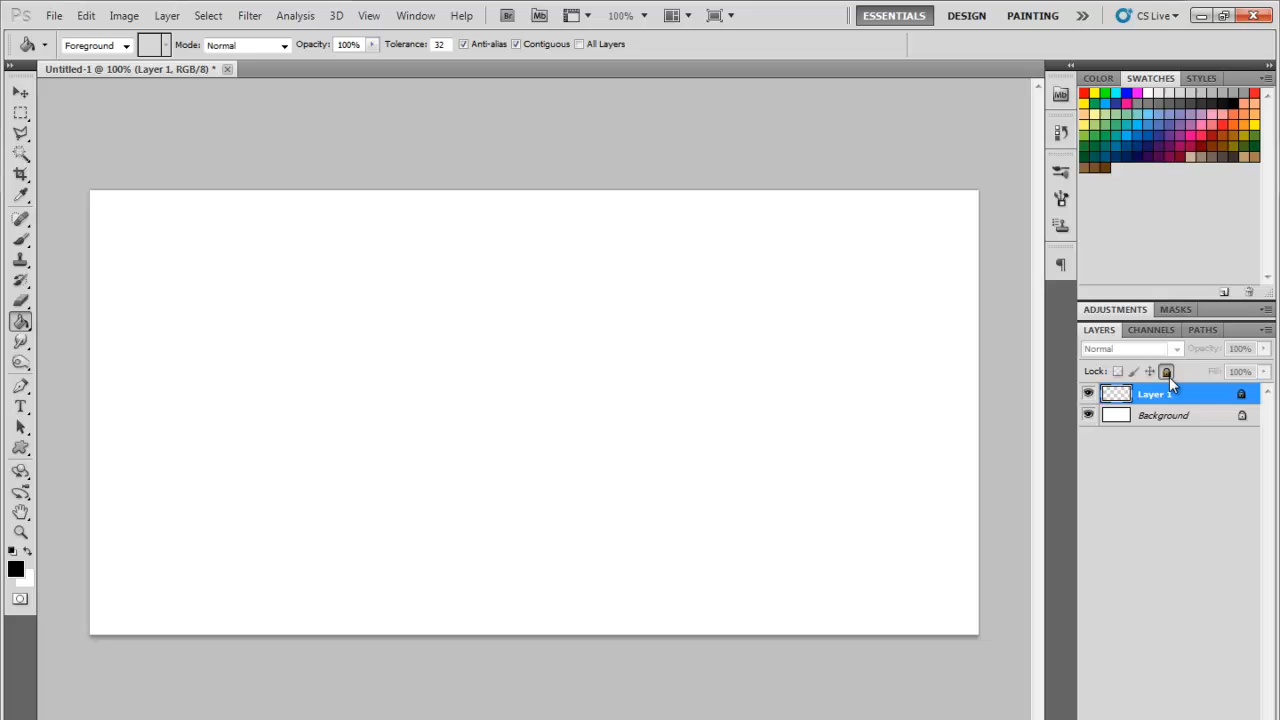 Ps File Edit Image Layer Select Filter Analysis 3D View Window Help Br Mb 100% ESSENTIALS DESIGN PAINTING CS Live
Foreground Mode: Normal Opacity: 100% Tolerance: 32 Anti-alias Contiguous All Layers
Untitled-1 @ 100% (Layer 1, RGB/8) *
COLOR SWATCHES STYLES
Mb
ADJUSTMENTS MASKS
LAYERS CHANNELS PATHS
Normal Opacity: 100%
Lock: Fill: 100%
Layer 1
Background
T